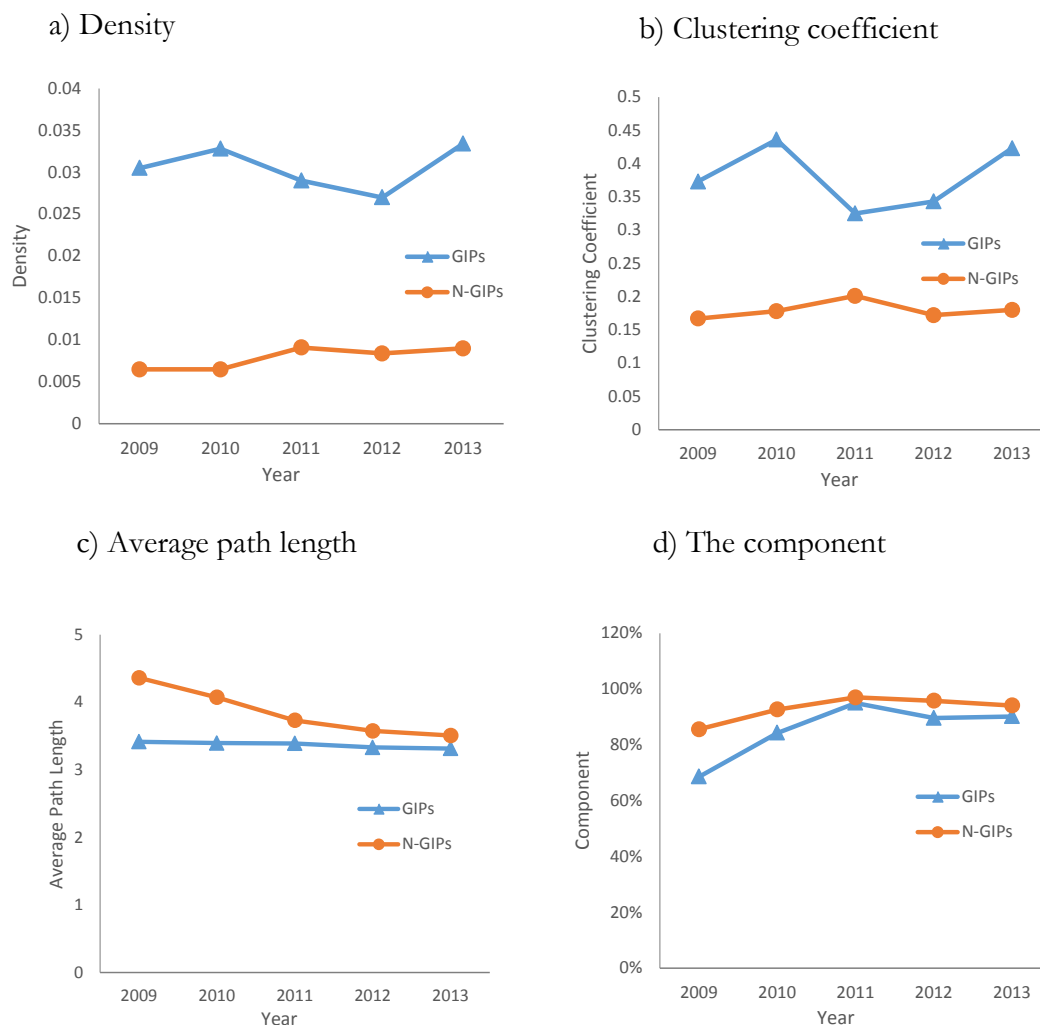 a) Density
0.04
0.035
0.03
0.025
0.02
0.015
0.01
0.005
0
Density
2009 2010 2011 2012 2013
Year
GIPs
N-GIPs
b) Clustering coefficient
0.5
0.45
0.4
0.35
0.3
0.25
0.2
0.15
0.1
0.05
0
Clustering Coefficient
2009 2010 2011 2012 2013
Year
GIPs
N-GIPs
c) Average path length
5
4
3
2
1
0
Average Path Length
2009 2010 2011 2012 2013
Year
GIPs
N-GIPs
d) The component
120%
100%
80%
60%
40%
20%
0%
Component
2009 2010 2011 2012 2013
Year
GIPs
N-GIPs